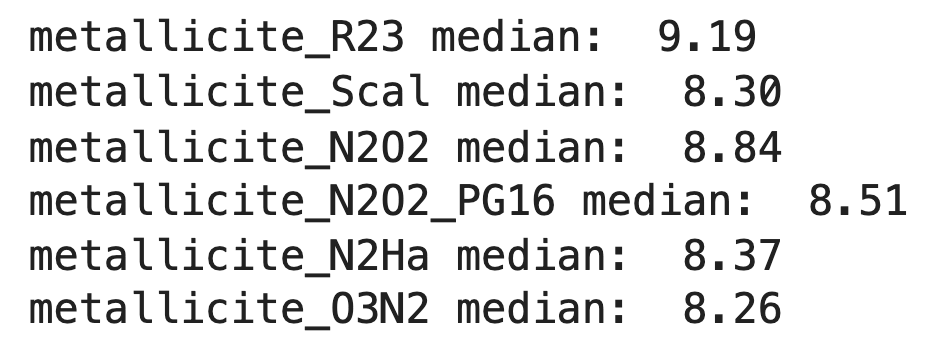 metallicite_R23 median:  9.19
metallicite_Scal median:  8.30
metallicite_N2O2 median:  8.84
metallicite_N2O2_PG16 median:  8.51
metallicite_N2Ha median:  8.37
metallicite_O3N2 median:  8.26